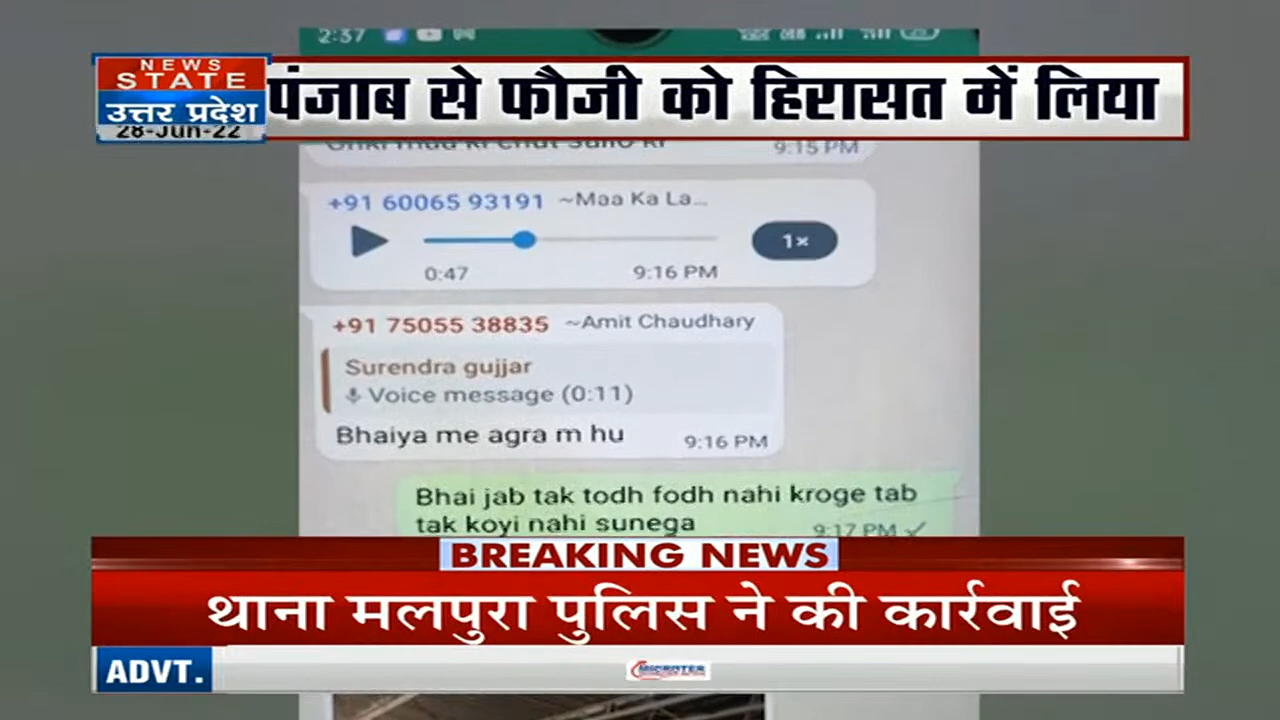 2:37
NEWS
STATE
उत्तर प्रदेश
28-Jun-22
पंजाब से फौजी को हिरासत में लिया
9:15 PM
+91 60065 93191 ~Maa Ka La...
1×
0:47 9:16 PM
+91 75055 38835 ~Amit Chaudhary
Surendra gujjar
Voice message (0:11)
Bhaiya me agra m hu 9:16 PM
Bhai jab tak todh fodh nahi kroge tab
tak koyi nahi sunega 9:17 PM
BREAKING NEWS
थाना मलपुरा पुलिस ने की कार्रवाई
ADVT.